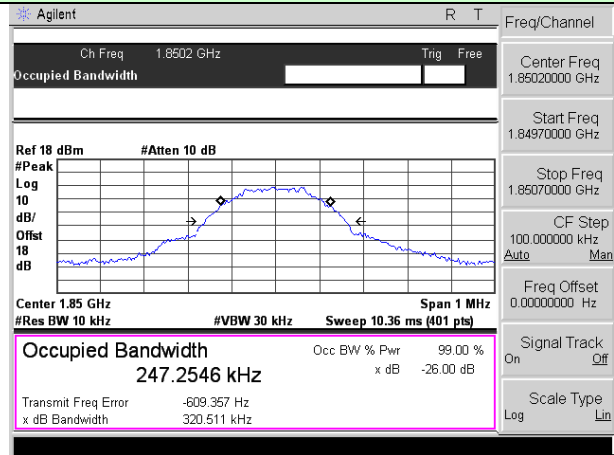 Agilent R T
Ch Freq 1.8502 GHz Trig Free
Occupied Bandwidth
Ref 18 dBm #Atten 10 dB
#Peak
Log
10
dB/
Offst
18
dB
Center 1.85 GHz Span 1 MHz
#Res BW 10 kHz #VBW 30 kHz Sweep 10.36 ms (401 pts)
Occupied Bandwidth Occ BW % Pwr 99.00 %
247.2546 kHz x dB -26.00 dB
Transmit Freq Error -609.357 Hz
x dB Bandwidth 320.511 kHz
Freq/Channel
Center Freq
1.85020000 GHz
Start Freq
1.84970000 GHz
Stop Freq
1.85070000 GHz
CF Step
100.000000 kHz
Auto Man
Freq Offset
0.00000000 Hz
Signal Track
On Off
Scale Type
Log Lin